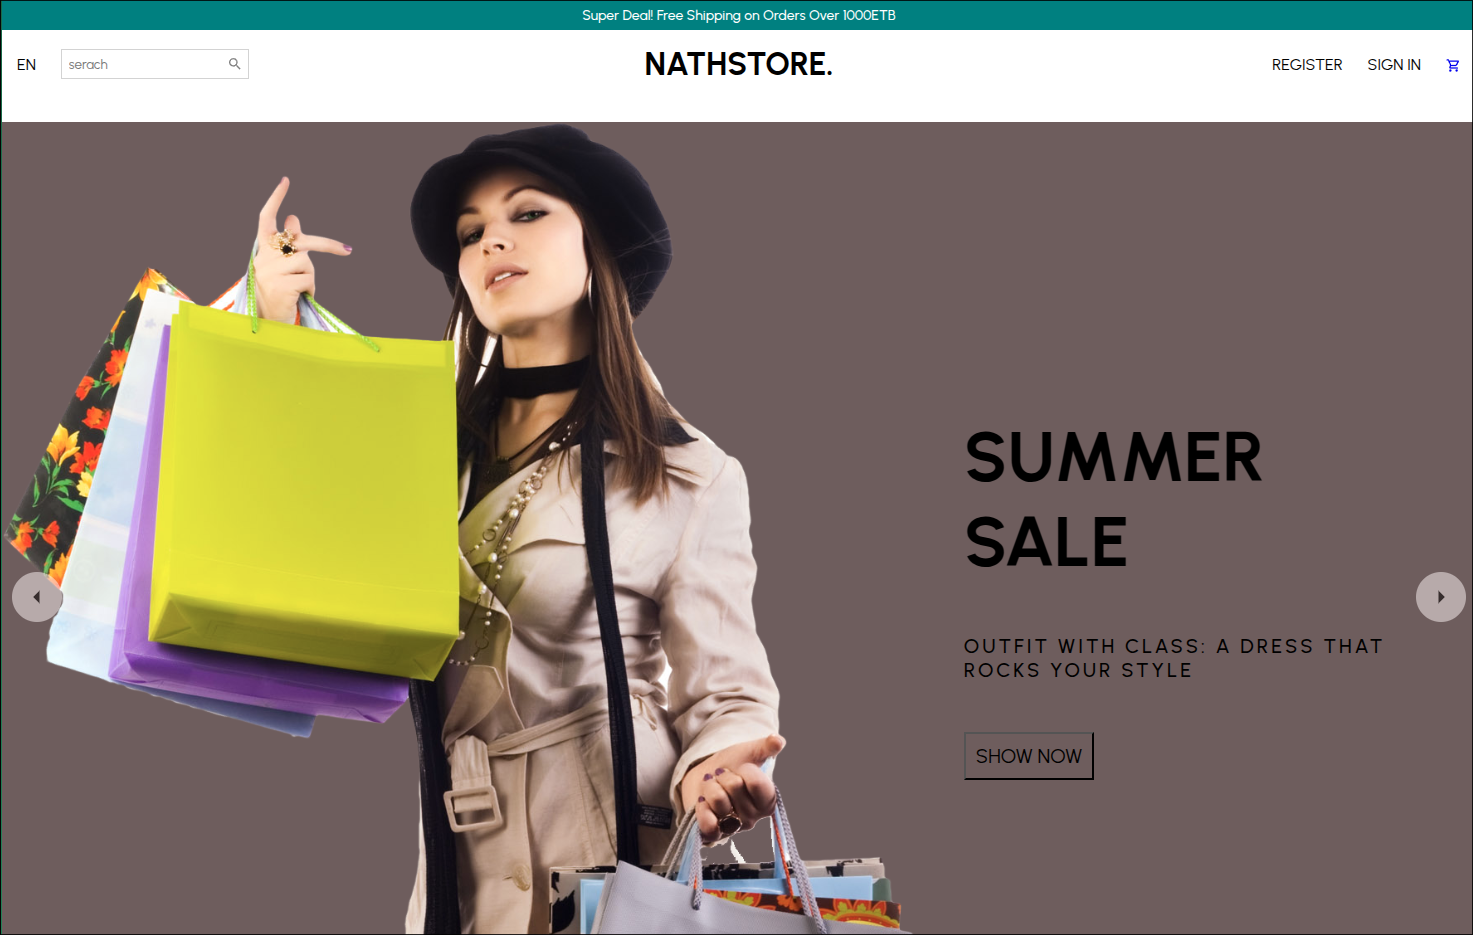 Super Deal! Free Shipping on Orders Over 1000ETB
EN
serach
NATHSTORE.
REGISTER
SIGN IN
SUMMER
SALE
OUTFIT WITH CLASS: A DRESS THAT
ROCKS YOUR STYLE
SHOW NOW